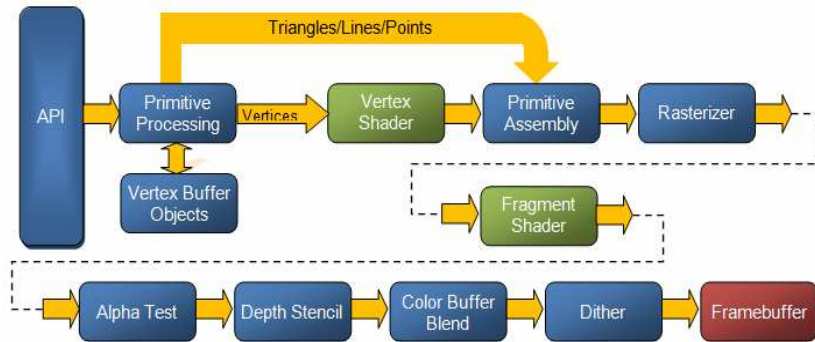 Triangles/Lines/Points
API
Primitive
Processing
Vertices
Vertex
Shader
Primitive
Assembly
Rasterizer
Vertex Buffer
Objects
Fragment
Shader
Alpha Test
Depth Stencil
Color Buffer
Blend
Dither
Framebuffer